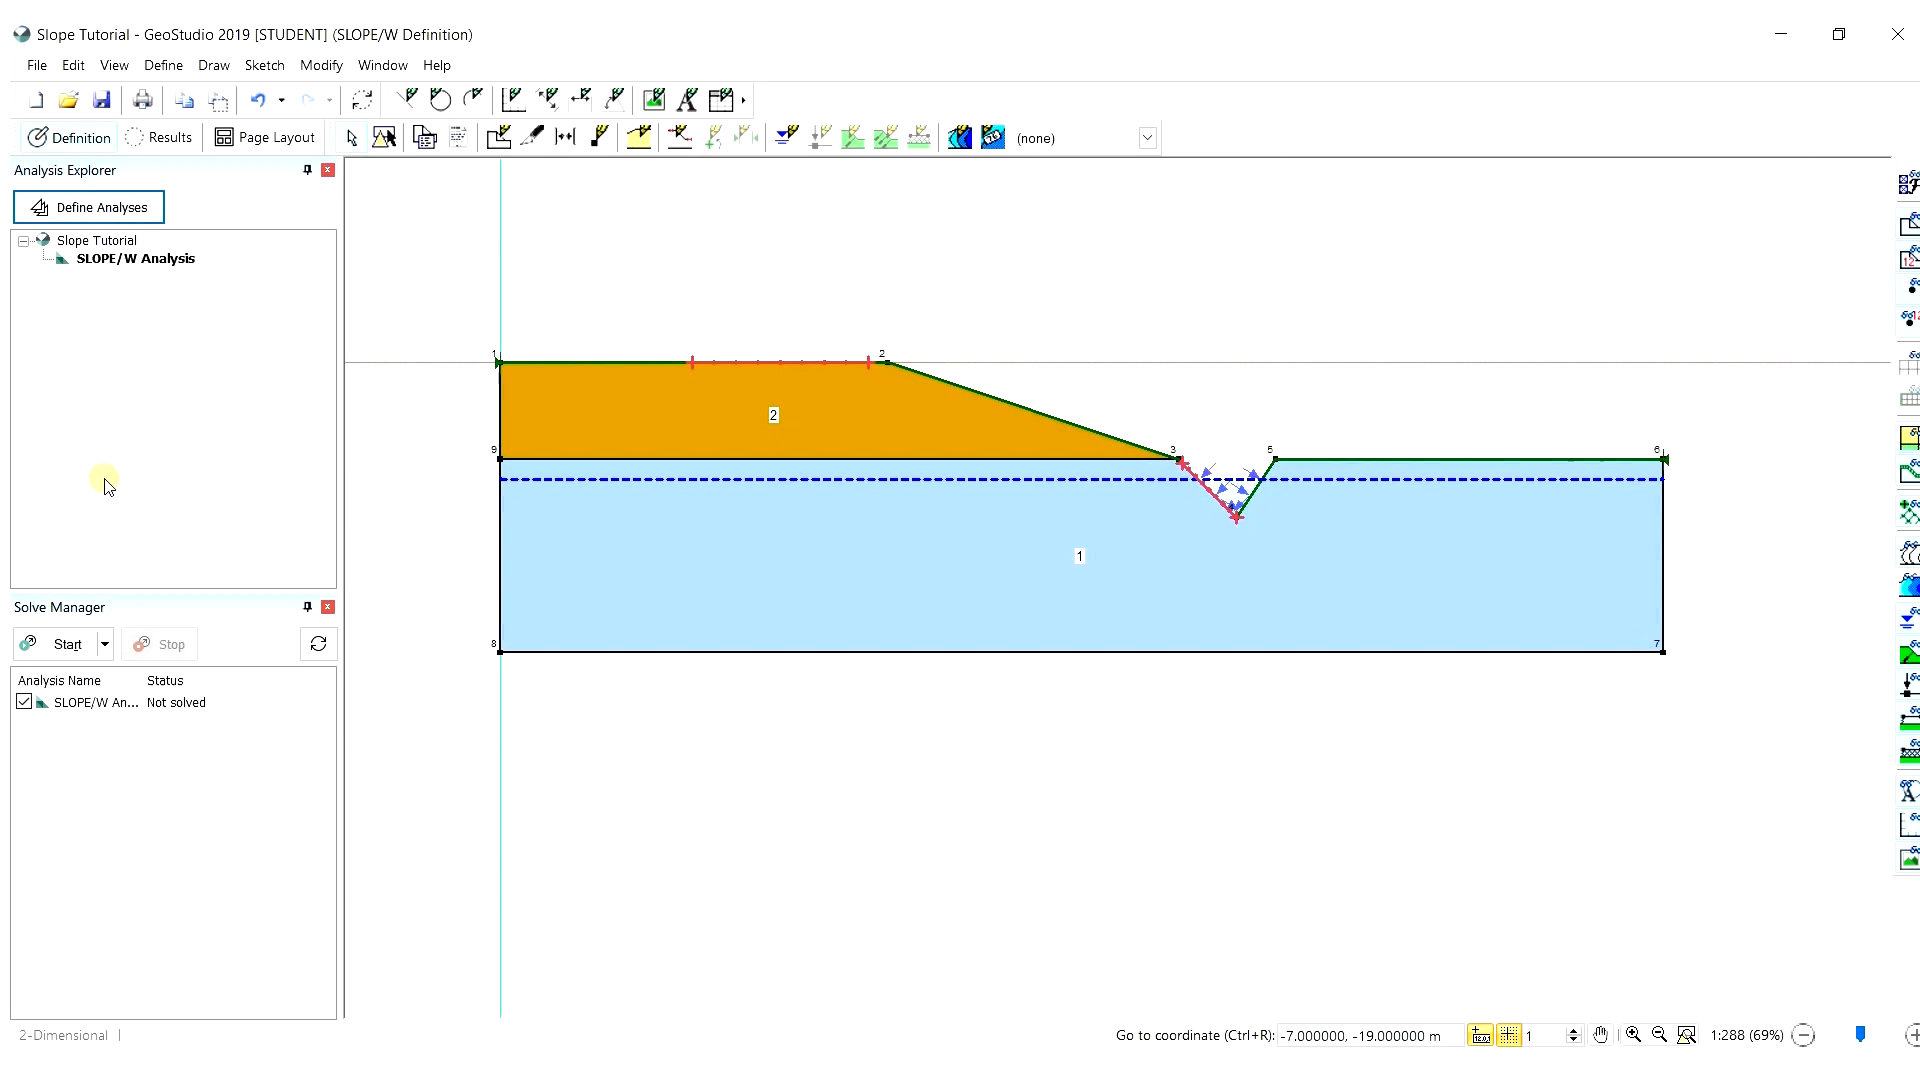 Slope Tutorial - GeoStudio 2019 [STUDENT] (SLOPE/W Definition)
File Edit View Define Draw Sketch Modify Window Help
Definition Results Page Layout (none)
Analysis Explorer
Define Analyses
Slope Tutorial
SLOPE/W Analysis
1 2
2
9 3 5 6
1
8 7
Solve Manager
Start Stop
Analysis Name Status
SLOPE/W An... Not solved
2-Dimensional
Go to coordinate (Ctrl+R): -7.000000, -19.000000 m 1 1:288 (69%)